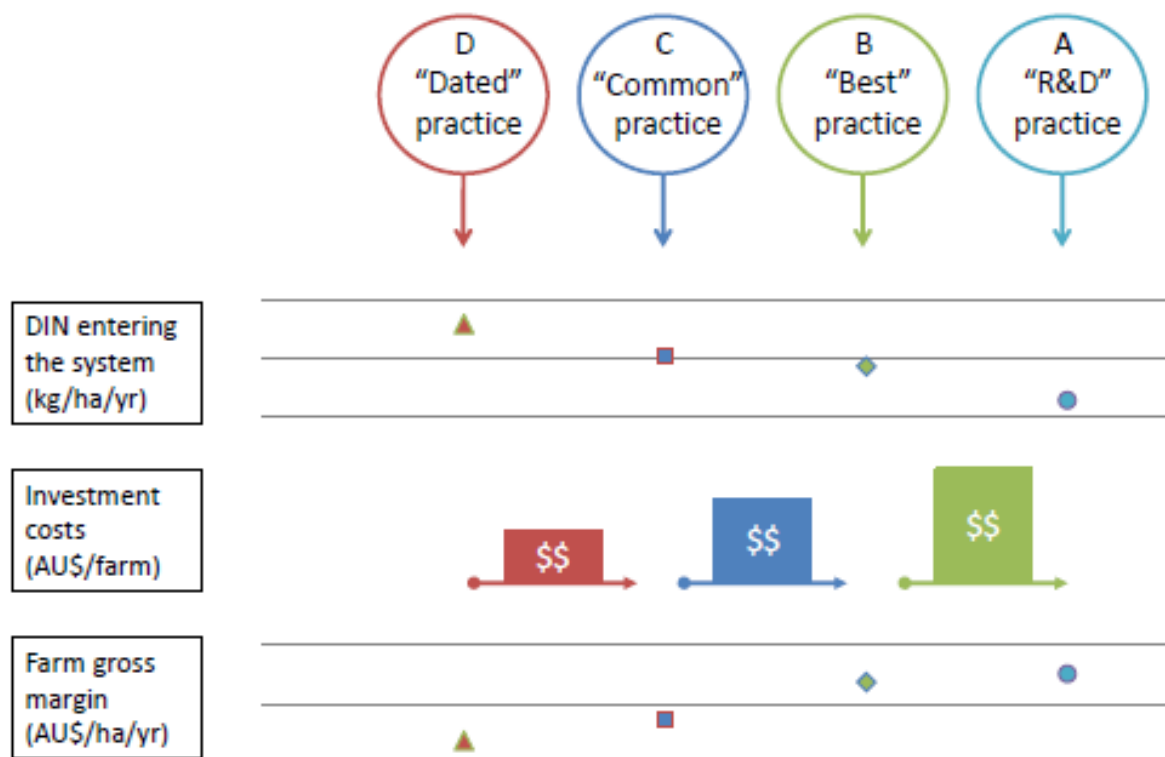 D
"Dated"
practice
C
"Common"
practice
B
"Best"
practice
A
"R&D"
practice
DIN entering
the system
(kg/ha/yr)
Investment
costs
(AU$/farm)
$$
$$
$$
Farm gross
margin
(AU$/ha/yr)